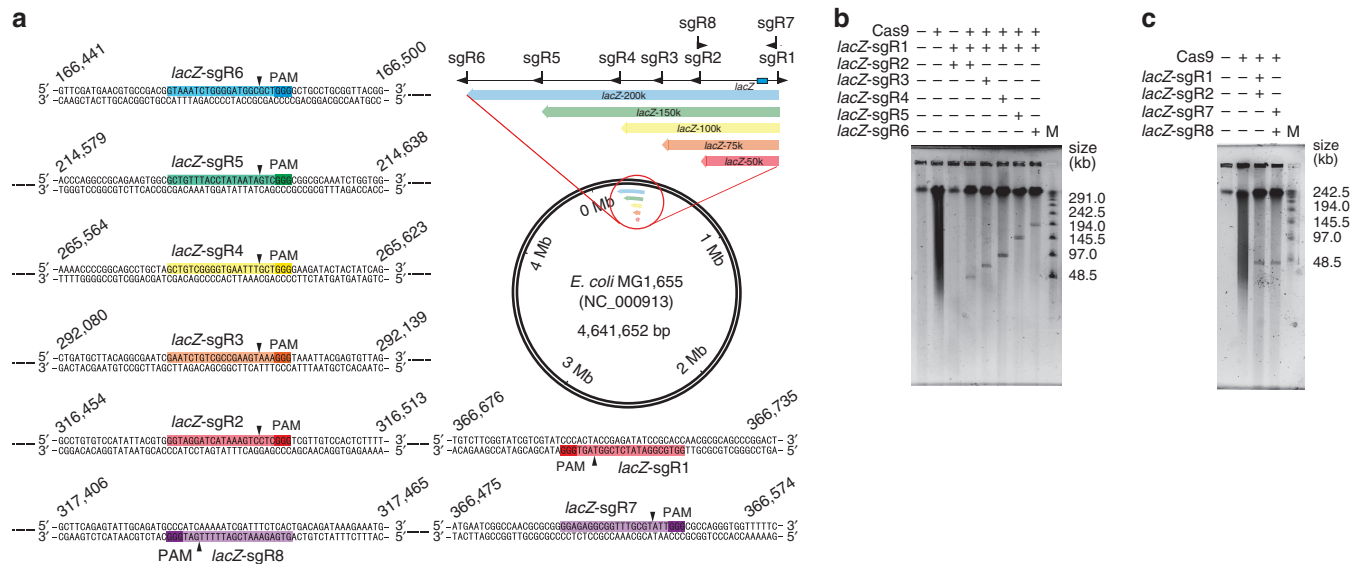 a
166,441
166,500
lacZ-sgR6
PAM
5′ –GTTCGATGAACGTGCCGACGGTAAATCTGGGGATGGCGCTGGGGCTGCCTGCGGTTACGG– 3′
3′ –CAAGCTACTTGCACGGCTGCCATTTAGACCCCTACCGCGACCCCGACGGACGCCAATGCC– 5′
214,579
214,638
lacZ-sgR5
PAM
5′ –ACCCAGGCCGCAGAAGTGGCGCTGTTTACCTATAATAGTCGGGCGGCGCAAATCTGGTGG– 3′
3′ –TGGGTCCGGCGTCTTCACCGCGACAAATGGATATTATCAGCCCGCCGCGTTTAGACCACC– 5′
265,564
265,623
lacZ-sgR4
PAM
5′ –AAAACCCCGGCAGCCTGCTAGCTGTCGGGGTGAATTTGCTGGGGAAGATACTACTATCAG– 3′
3′ –TTTTGGGGCCGTCGGACGATCGACAGCCCCACTTAAACGACCCCTTCTATGATGATAGTC– 5′
292,080
292,139
lacZ-sgR3
PAM
5′ –CTGATGCTTACAGGCGAATCGAATCTGTCGCCGAAGTAAAGGGTAAATTACGAGTGTTAG– 3′
3′ –GACTACGAATGTCCGCTTAGCTTAGACAGCGGCTTCATTTCCCATTTAATGCTCACAATC– 5′
316,454
316,513
lacZ-sgR2
PAM
5′ –GCCTGTGTCCATATTACGTGGGTAGGATCATAAAGTCCTCGGGTCGTTGTCCACTCTTTT– 3′
3′ –CGGACACAGGTATAATGCACCCATCCTAGTATTTCAGGAGCCCAGCAACAGGTGAGAAAA– 5′
317,406
317,465
5′ –GCTTCAGAGTATTGCAGATGCCCATCAAAAATCGATTTCTCACTGACAGATAAAGAAATG– 3′
3′ –CGAAGTCTCATAACGTCTACGGGTAGTTTTTAGCTAAAGAGTGACTGTCTATTTCTTTAC– 5′
PAM
lacZ-sgR8
sgR8
sgR7
sgR6
sgR5
sgR4
sgR3
sgR2
sgR1
lacZ
lacZ-200k
lacZ-150k
lacZ-100k
lacZ-75k
lacZ-50k
0 Mb
1 Mb
2 Mb
3 Mb
4 Mb
E. coli MG1,655
(NC_000913)
4,641,652 bp
366,676
366,735
5′ –TGTCTTCGGTATCGTCGTATCCCACTACCGAGATATCCGCACCAACGCGCAGCCCGGACT– 3′
3′ –ACAGAAGCCATAGCAGCATAGGGTGATGGCTCTATAGGCGTGGTTGCGCGTCGGGCCTGA– 5′
PAM
lacZ-sgR1
366,475
366,574
lacZ-sgR7
PAM
5′ –ATGAATCGGCCAACGCGCGGGGAGAGGCGGTTTGCGTATTGGGCGCCAGGGTGGTTTTTC– 3′
3′ –TACTTAGCCGGTTGCGCGCCCCTCTCCGCCAAACGCATAACCCGCGGTCCCACCAAAAAG– 5′
b
Cas9 – + – + + + + +
lacZ-sgR1 – – + + + + + +
lacZ-sgR2 – – + + – – – –
lacZ-sgR3 – – – – + – – –
lacZ-sgR4 – – – – – + – –
lacZ-sgR5 – – – – – – + –
lacZ-sgR6 – – – – – – – + M
size
(kb)
291.0
242.5
194.0
145.5
97.0
48.5
c
Cas9 – + + +
lacZ-sgR1 – – + –
lacZ-sgR2 – – + –
lacZ-sgR7 – – – +
lacZ-sgR8 – – – + M
size
(kb)
242.5
194.0
145.5
97.0
48.5